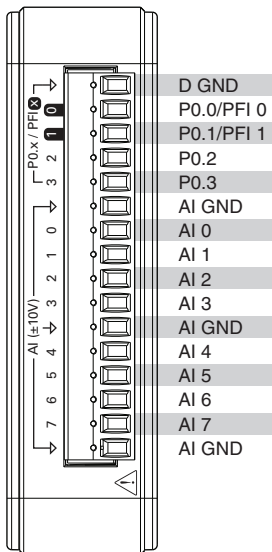 P0.x / PFI x
0
1
2
3
AI (±10V)
0
1
2
3
4
5
6
7
D GND
P0.0/PFI 0
P0.1/PFI 1
P0.2
P0.3
AI GND
AI 0
AI 1
AI 2
AI 3
AI GND
AI 4
AI 5
AI 6
AI 7
AI GND